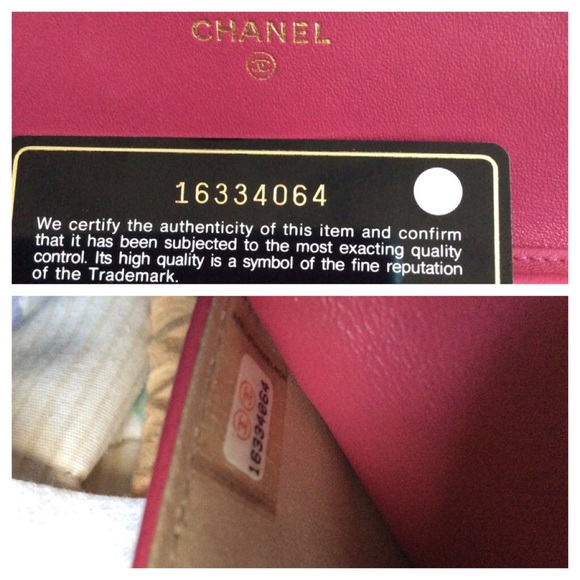 CHANEL
16334064
We certify the authenticity of this item and confirm
that it has been subjected to the most exacting quality
control. Its high quality is a symbol of the fine reputation
of the Trademark.
16334064